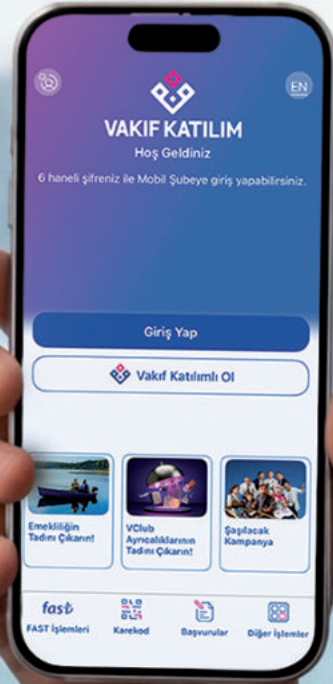 EN
VAKIF KATILIM
Hoş Geldiniz
6 haneli şifreniz ile Mobil Şubeye giriş yapabilirsiniz.
Giriş Yap
Vakıf Katılımlı Ol
Emekliliğin
Tadını Çıkarın!
VClub
Ayrıcalıklarının
Tadını Çıkarın!
Şaşılacak
Kampanya
fast
FAST İşlemleri
Karekod
Başvurular
Diğer İşlemler